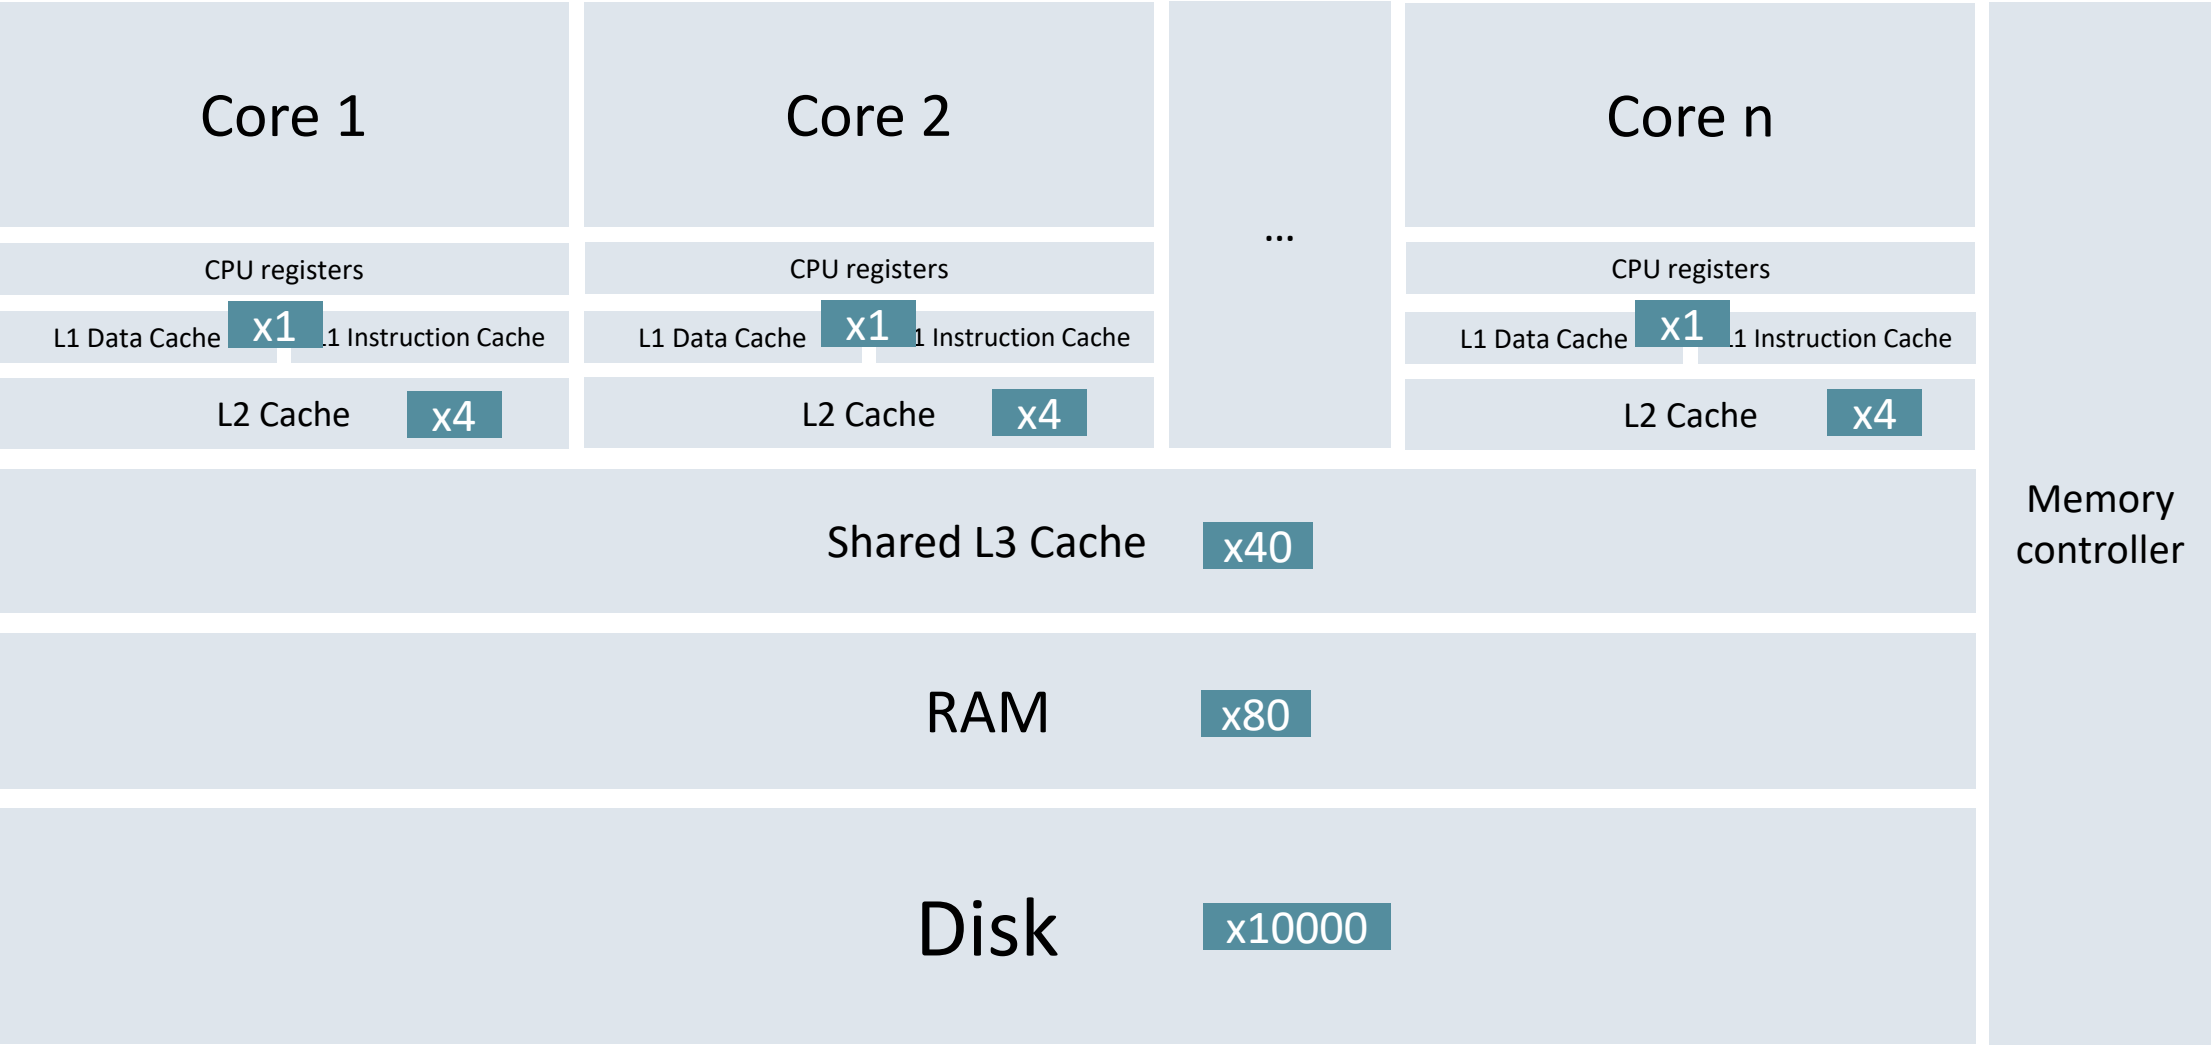 Core 1
Core 2
...
Core n
CPU registers
CPU registers
CPU registers
L1 Data Cache x1 L1 Instruction Cache
L1 Data Cache x1 1 Instruction Cache
L1 Data Cache x1 L1 Instruction Cache
L2 Cache x4
L2 Cache x4
L2 Cache x4
Memory
controller
Shared L3 Cache x40
RAM x80
Disk x10000